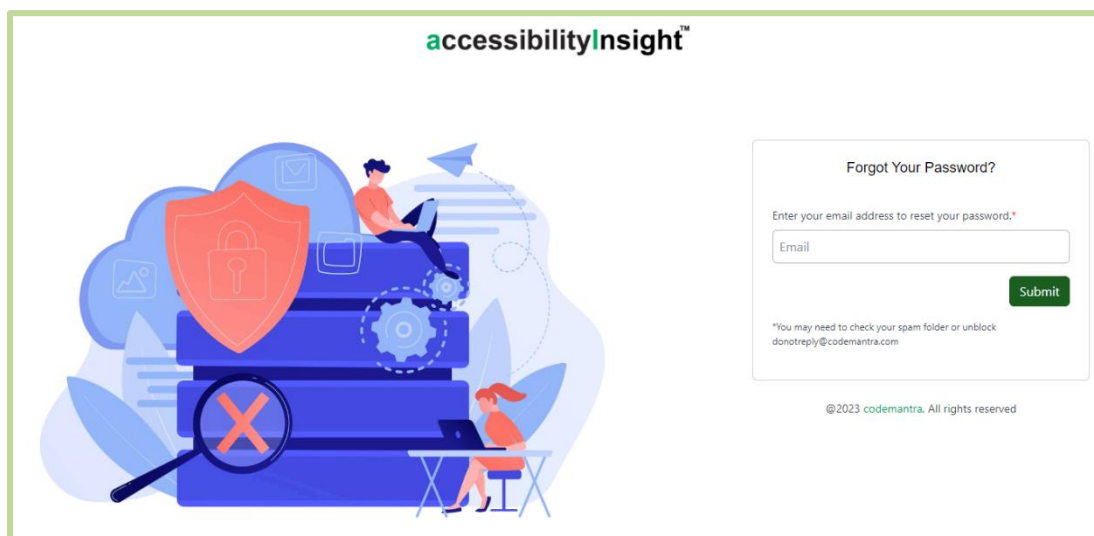 accessibilityInsight™
Forgot Your Password?
Enter your email address to reset your password.*
Email
Submit
*You may need to check your spam folder or unblock
donotreply@codemantra.com
@2023 codemantra. All rights reserved